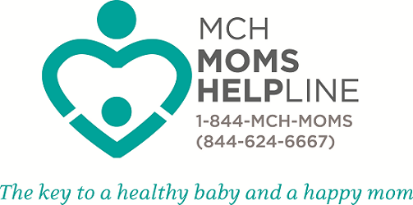 MCH
MOMS
HELPLINE
1-844-MCH-MOMS
(844-624-6667)
The key to a healthy baby and a happy mom